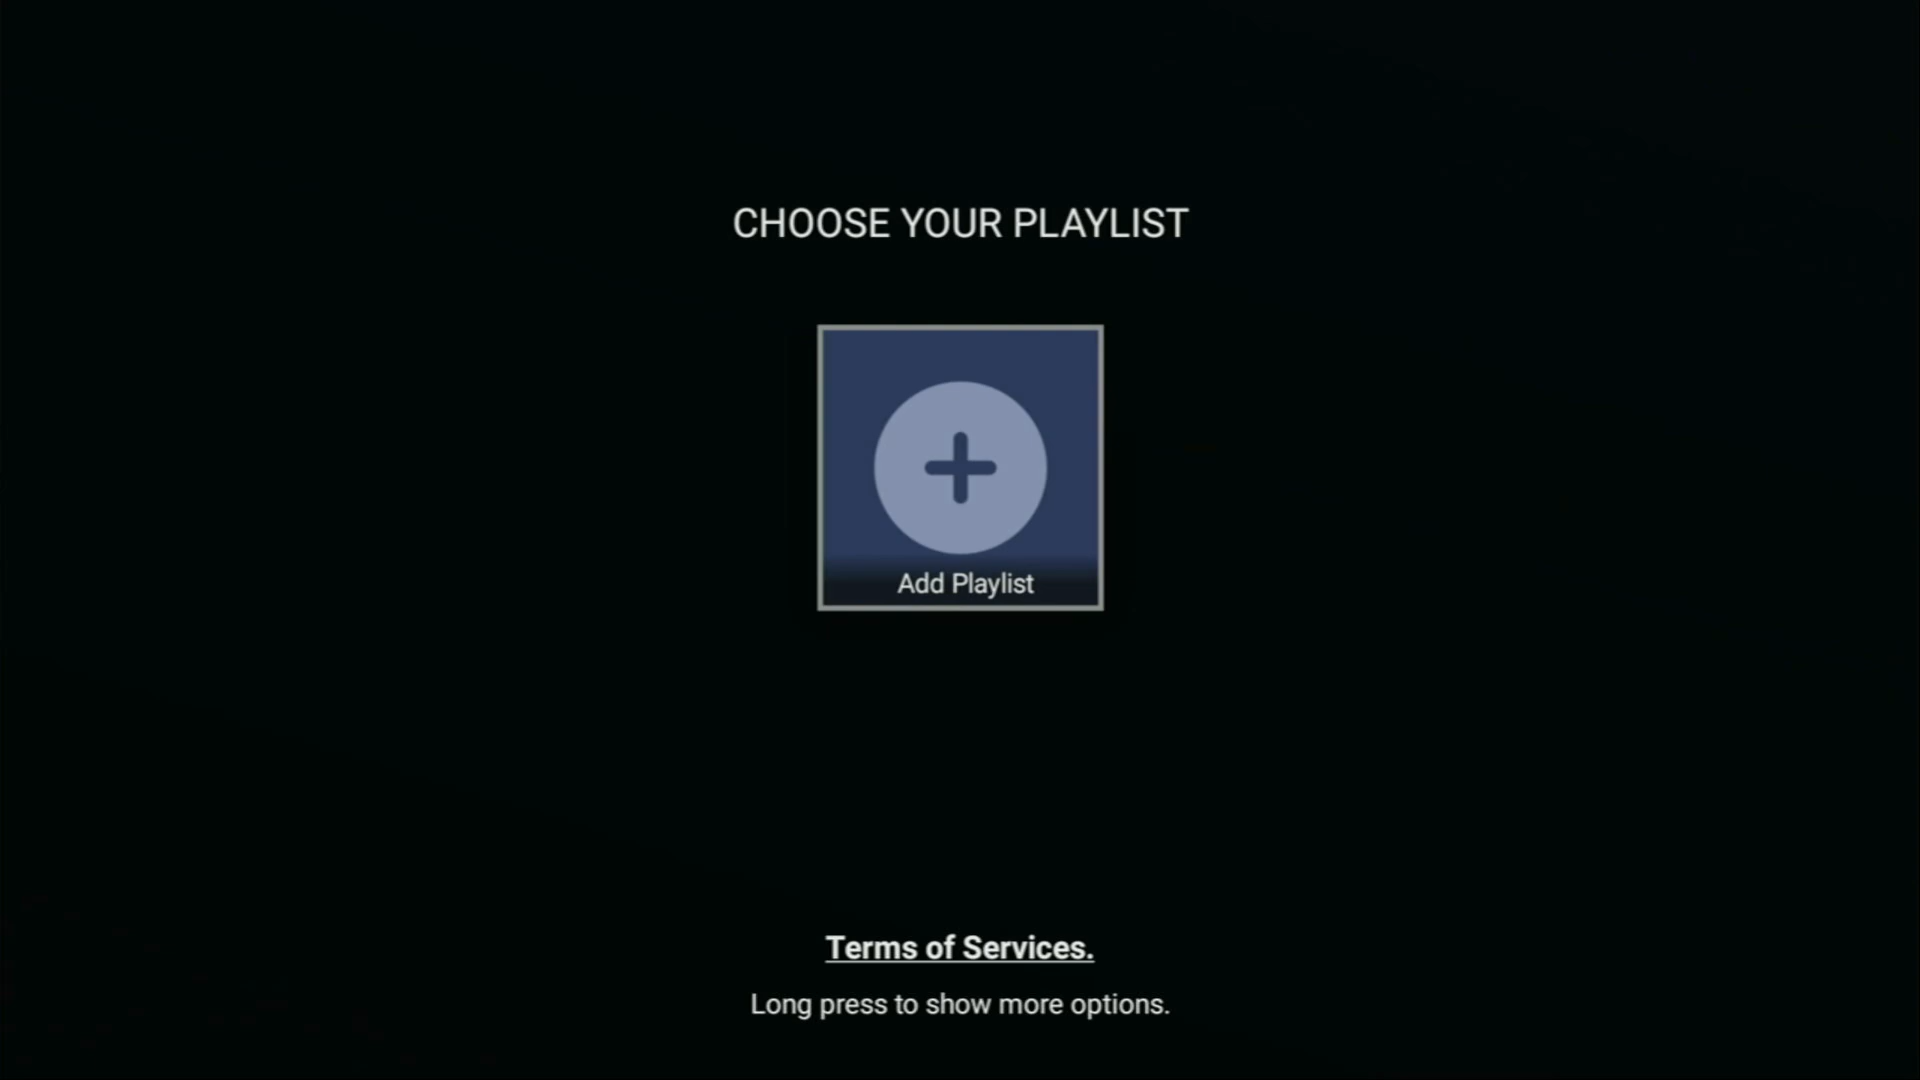 CHOOSE YOUR PLAYLIST
Add Playlist
Terms of Services.
Long press to show more options.